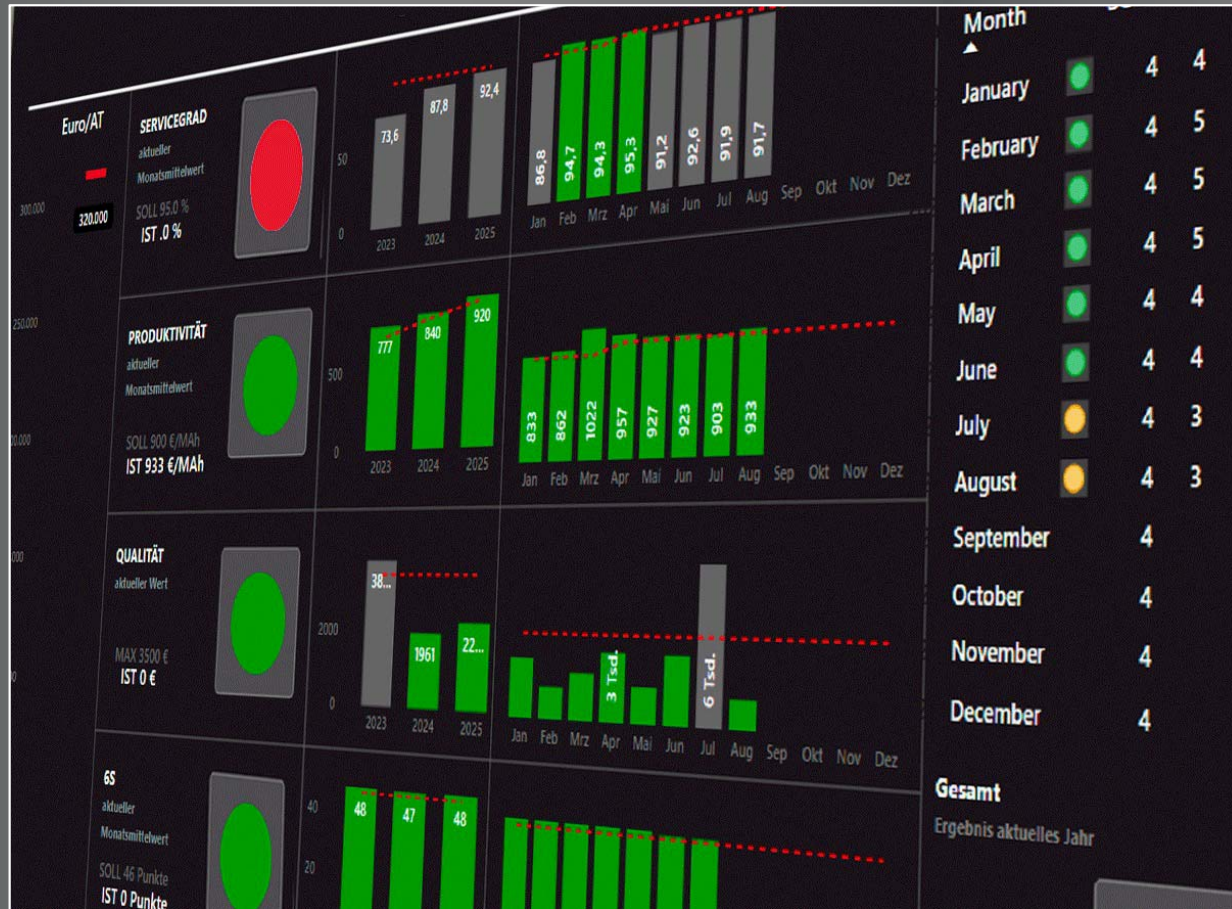 Euro/AT
300.000
320.000
250.000
SERVICEGRAD
aktueller
Monatsmittelwert
SOLL 95.0 %
IST .0 %
50
0
73,6
87,8
92,4
2023
2024
2025
86,8
94,7
94,3
95,3
91,2
92,6
91,9
91,7
Jan Feb Mrz Apr Mai Jun Jul Aug Sep Okt Nov Dez
PRODUKTIVITÄT
aktueller
Monatsmittelwert
SOLL 900 €/MAh
IST 933 €/MAh
500
0
777
840
920
2023
2024
2025
833
862
1022
957
927
923
903
933
Jan Feb Mrz Apr Mai Jun Jul Aug Sep Okt Nov Dez
QUALITÄT
aktueller Wert
MAX 3500 €
IST 0 €
2000
0
38...
1961
22...
2023
2024
2025
3 Tsd.
6 Tsd.
Jan Feb Mrz Apr Mai Jun Jul Aug Sep Okt Nov Dez
6S
aktueller
Monatsmittelwert
SOLL 46 Punkte
IST 0 Punkte
40
20
48
47
48
Month
January 4 4
February 4 5
March 4 5
April 4 5
May 4 4
June 4 4
July 4 3
August 4 3
September 4
October 4
November 4
December 4
Gesamt
Ergebnis aktuelles Jahr